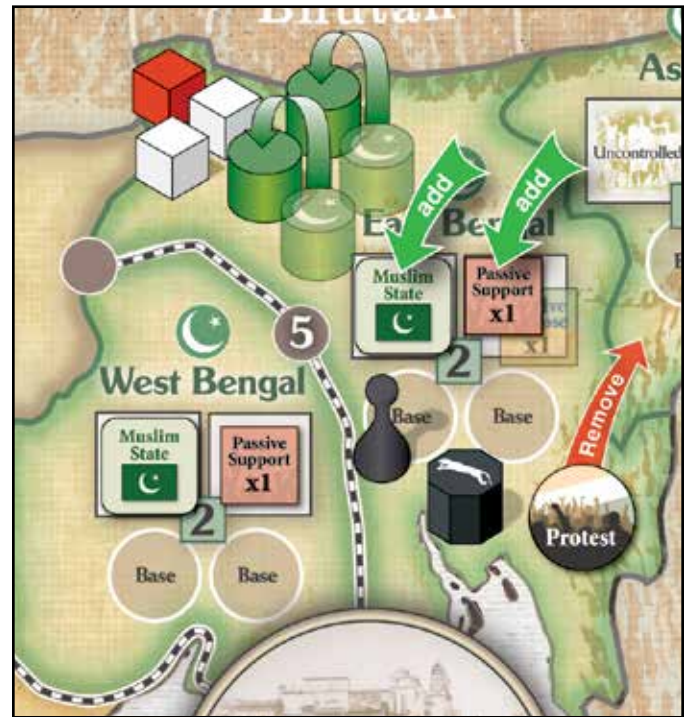 Bhutan
As
Uncontrolled
add
add
East Bengal
Muslim
State
Passive
Support
x1
x1
2
5
West Bengal
Muslim
State
Passive
Support
x1
2
Base
Base
Base
Base
Remove
Protest